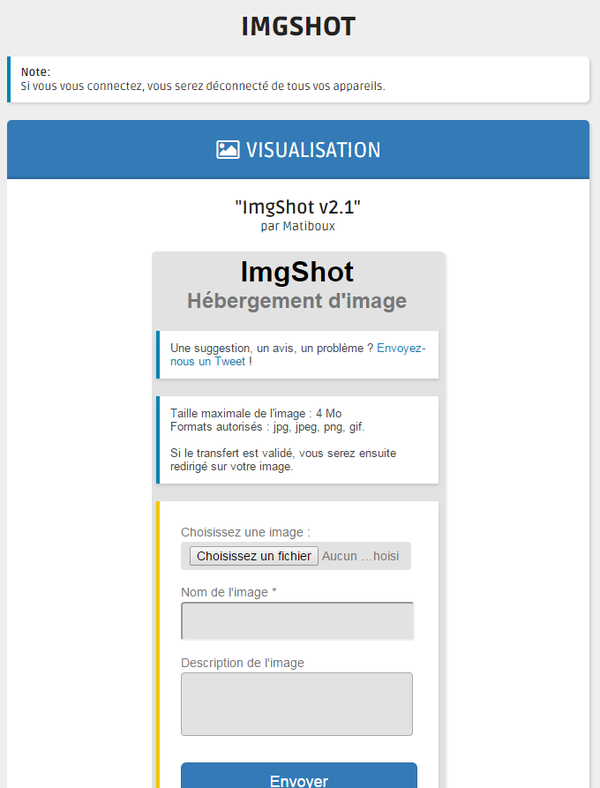 IMGSHOT
Note:
Si vous vous connectez, vous serez déconnecté de tous vos appareils.
VISUALISATION
"ImgShot v2.1"
par Matiboux
ImgShot
Hébergement d'image
Une suggestion, un avis, un problème ? Envoyez-
nous un Tweet !
Taille maximale de l'image : 4 Mo
Formats autorisés : jpg, jpeg, png, gif.
Si le transfert est validé, vous serez ensuite
redirigé sur votre image.
Choisissez une image :
Choisissez un fichier Aucun ...hoisi
Nom de l'image *
Description de l'image
Envoyer